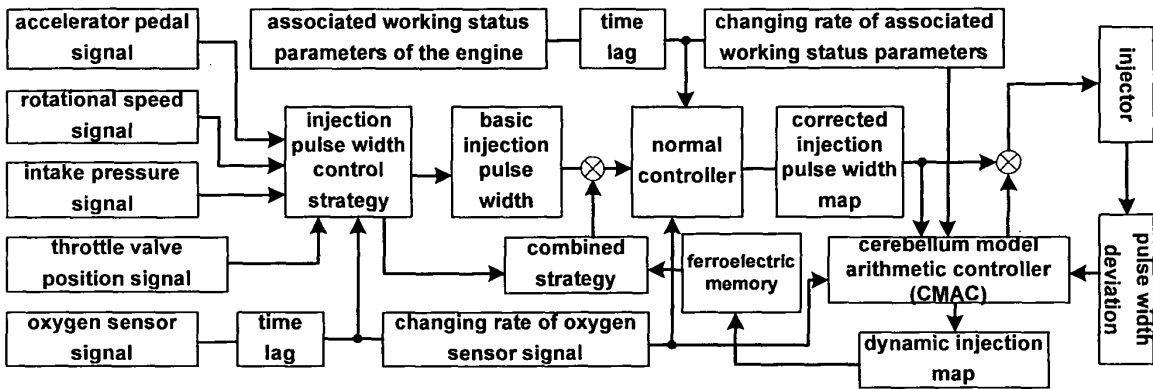 accelerator pedal
signal
associated working status
parameters of the engine
time
lag
changing rate of associated
working status parameters
injector
rotational speed
signal
injection
pulse width
control
strategy
basic
injection
pulse
width
normal
controller
corrected
injection
pulse width
map
intake pressure
signal
throttle valve
position signal
combined
strategy
ferroelectric
memory
cerebellum model
arithmetic controller
(CMAC)
pulse width
deviation
oxygen sensor
signal
time
lag
changing rate of oxygen
sensor signal
dynamic injection
map